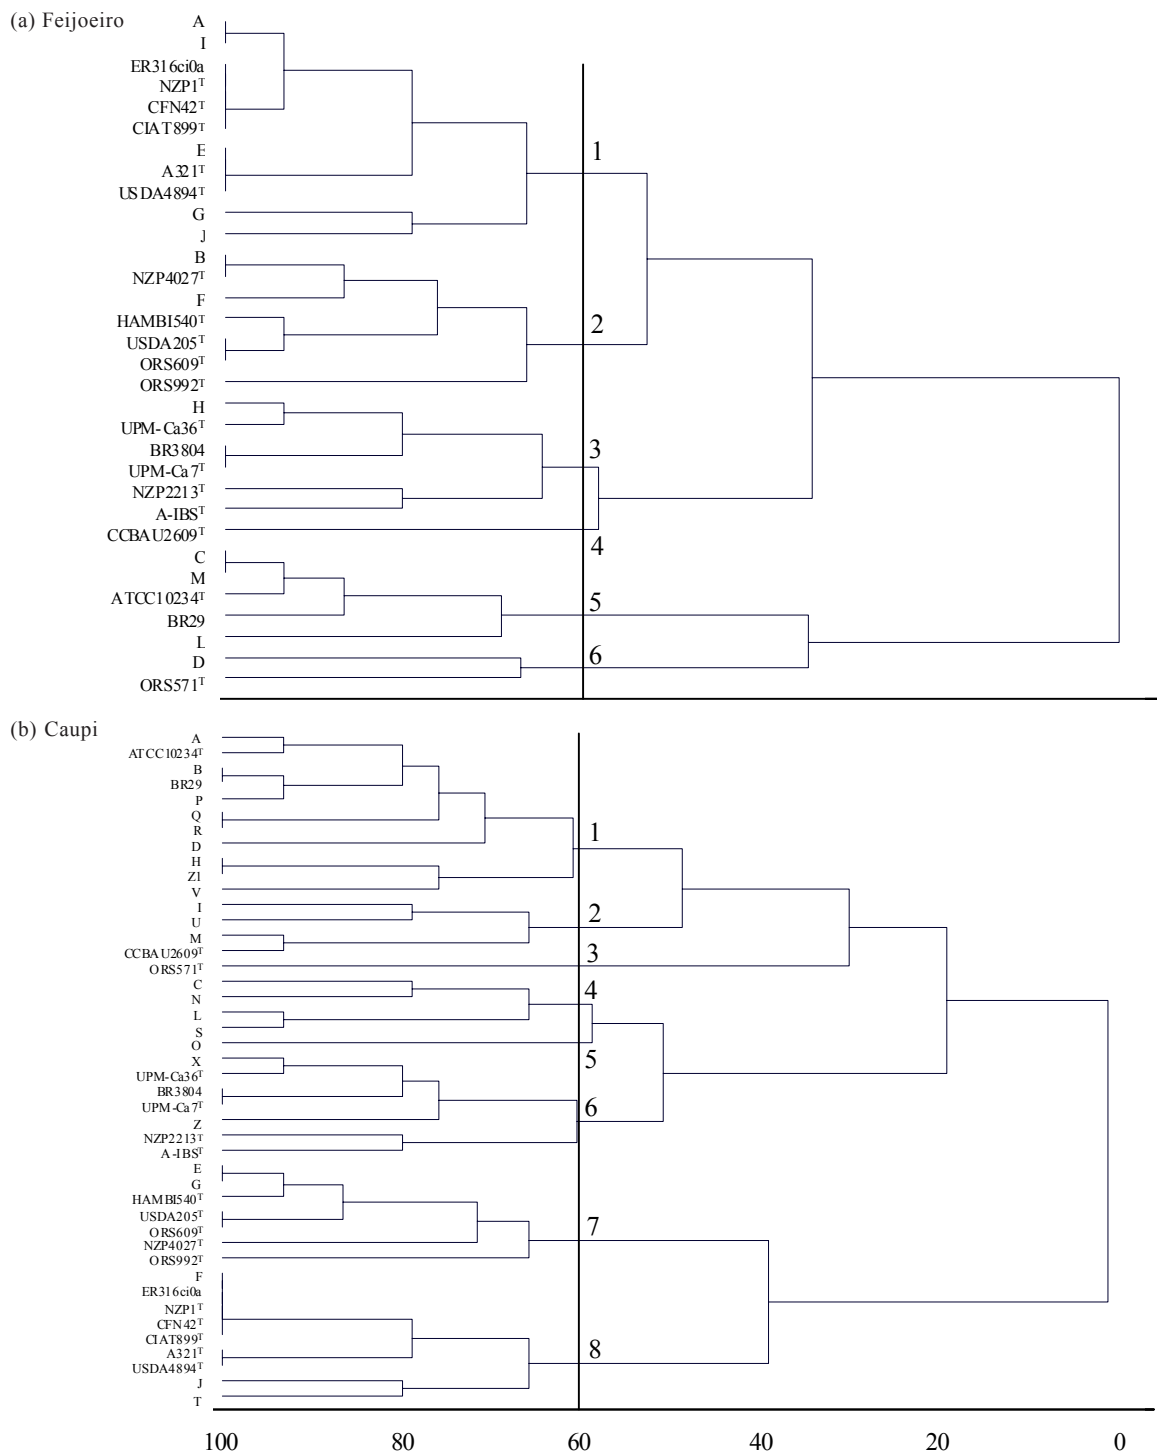 (a) Feijoeiro
A
I
ER316ci0a
NZP1ᵀ
CFN42ᵀ
CIAT899ᵀ
E
A321ᵀ
USDA4894ᵀ
G
J
B
NZP4027ᵀ
F
HAMBI540ᵀ
USDA205ᵀ
ORS609ᵀ
ORS992ᵀ
H
UPM-Ca36ᵀ
BR3804
UPM-Ca7ᵀ
NZP2213ᵀ
A-IBSᵀ
CCBAU2609ᵀ
C
M
ATCC10234ᵀ
BR29
L
D
ORS571ᵀ
1
2
3
4
5
6
(b) Caupi
A
ATCC10234ᵀ
B
BR29
P
Q
R
D
H
Z1
V
I
U
M
CCBAU2609ᵀ
ORS571ᵀ
C
N
L
S
O
X
UPM-Ca36ᵀ
BR3804
UPM-Ca7ᵀ
Z
NZP2213ᵀ
A-IBSᵀ
E
G
HAMBI540ᵀ
USDA205ᵀ
ORS609ᵀ
NZP4027ᵀ
ORS992ᵀ
F
ER316ci0a
NZP1ᵀ
CFN42ᵀ
CIAT899ᵀ
A321ᵀ
USDA4894ᵀ
J
T
1
2
3
4
5
6
7
8
100 80 60 40 20 0